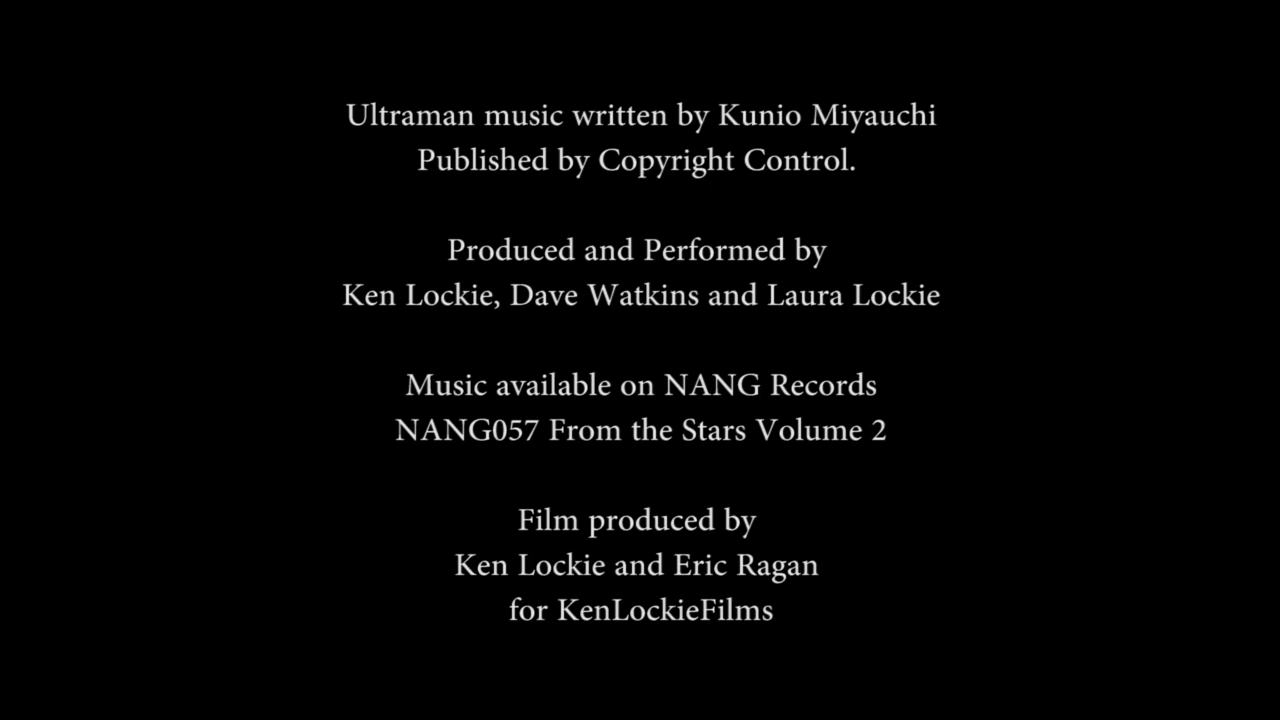 Ultraman music written by Kunio Miyauchi
Published by Copyright Control.
Produced and Performed by
Ken Lockie, Dave Watkins and Laura Lockie
Music available on NANG Records
NANG057 From the Stars Volume 2
Film produced by
Ken Lockie and Eric Ragan
for KenLockieFilms